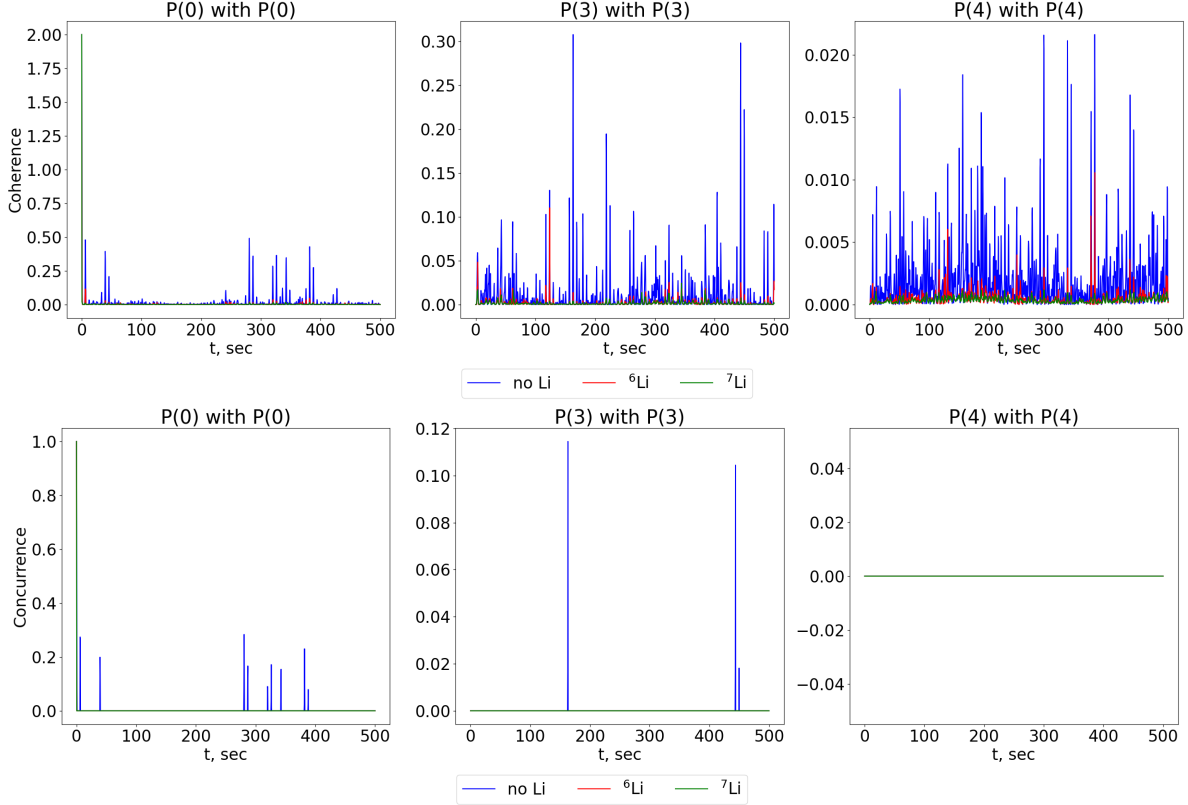 P(0) with P(0) P(3) with P(3) P(4) with P(4)
Coherence
2.00
1.75
1.50
1.25
1.00
0.75
0.50
0.25
0.00
0 100 200 300 400 500
t, sec
0.30
0.25
0.20
0.15
0.10
0.05
0.00
0 100 200 300 400 500
t, sec
0.020
0.015
0.010
0.005
0.000
0 100 200 300 400 500
t, sec
no Li ⁶Li ⁷Li
P(0) with P(0) P(3) with P(3) P(4) with P(4)
Concurrence
1.0
0.8
0.6
0.4
0.2
0.0
0 100 200 300 400 500
t, sec
0.12
0.10
0.08
0.06
0.04
0.02
0.00
0 100 200 300 400 500
t, sec
0.04
0.02
0.00
−0.02
−0.04
0 100 200 300 400 500
t, sec
no Li ⁶Li ⁷Li